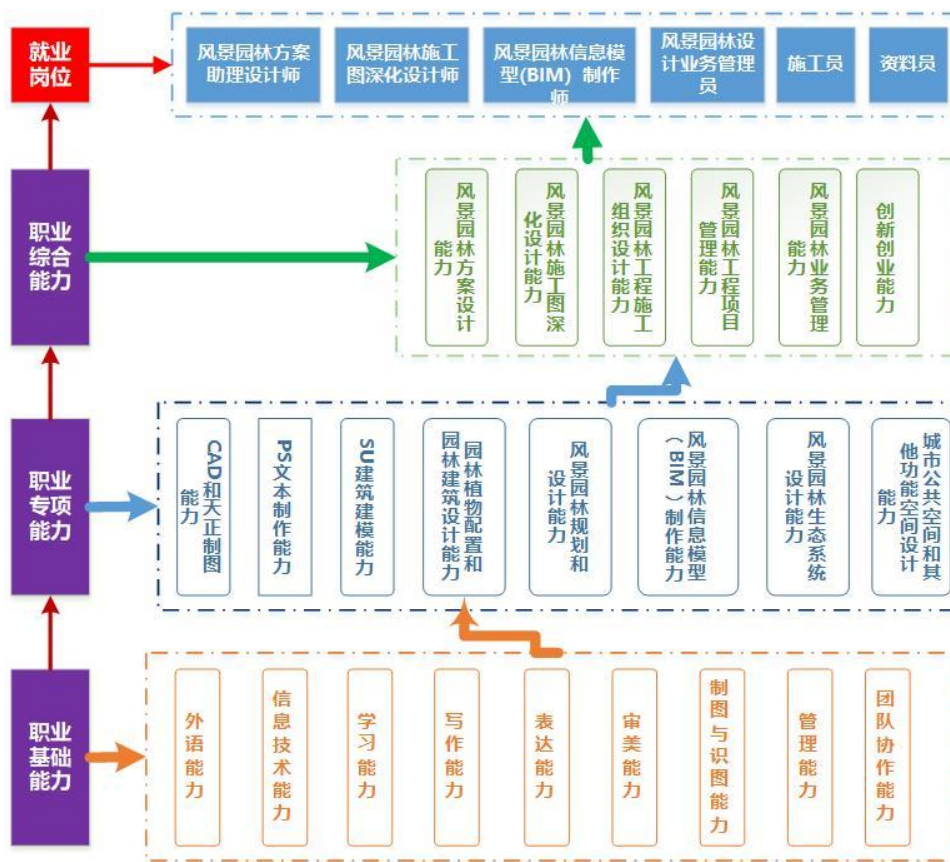 就业
岗位
风景园林方案
助理设计师
风景园林施工
图深化设计师
风景园林信息模
型(BIM) 制作
师
风景园林设
计业务管理
员
施工员
资料员
职业
综合
能力
风景园林方案设计
能力
风景园林施工图深
化设计能力
风景园林工程施工
组织设计能力
风景园林工程项目
管理能力
风景园林业务管理
能力
创新创业能力
职业
专项
能力
CAD和天正制图
能力
PS文本制作能力
SU建筑建模能力
园林植物配置和
园林建筑设计能力
风景园林规划和
设计能力
风景园林信息模型
（BIM）制作能力
风景园林生态系统
设计能力
城市公共空间和其
他功能空间设计
能力
职业
基础
能力
外语能力
信息技术能力
学习能力
写作能力
表达能力
审美能力
制图与识图能力
管理能力
团队协作能力